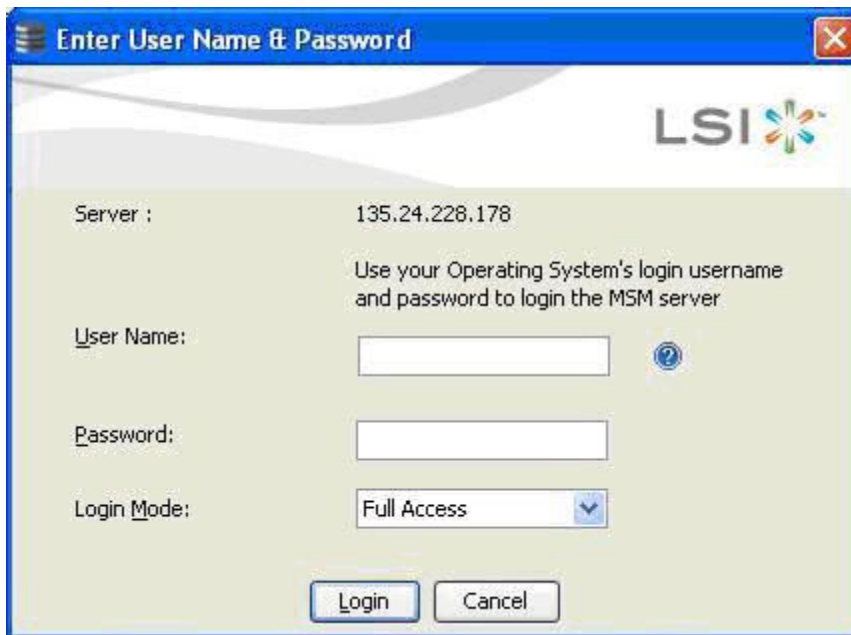 Enter User Name & Password
LSI
Server : 135.24.228.178
Use your Operating System's login username
and password to login the MSM server
User Name:
Password:
Login Mode: Full Access
Login Cancel